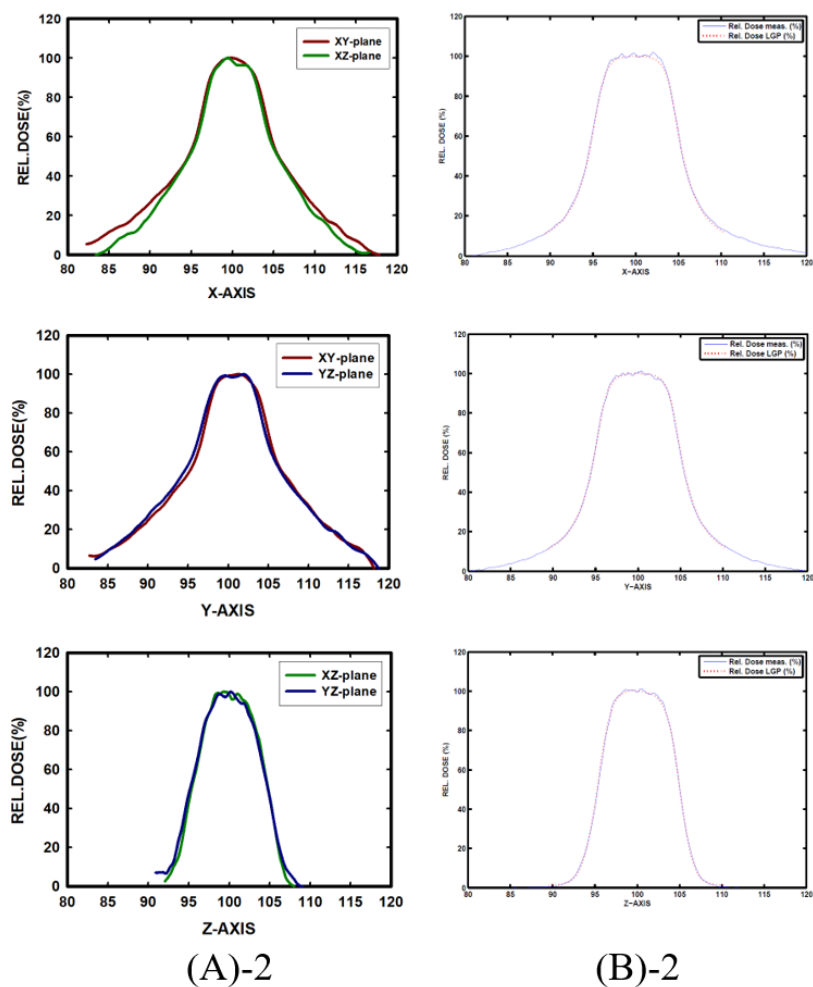 120
100
80
60
40
20
0
REL.DOSE(%)
XY-plane
XZ-plane
80 85 90 95 100 105 110 115 120
X-AXIS
120
100
80
60
40
20
0
REL. DOSE (%)
Rel. Dose meas. (%)
Rel. Dose LGP (%)
80 85 90 95 100 105 110 115 120
X-AXIS
120
100
80
60
40
20
0
REL.DOSE(%)
XY-plane
YZ-plane
80 85 90 95 100 105 110 115 120
Y-AXIS
120
100
80
60
40
20
0
REL. DOSE (%)
Rel. Dose meas. (%)
Rel. Dose LGP (%)
80 85 90 95 100 105 110 115 120
Y-AXIS
120
100
80
60
40
20
0
REL.DOSE(%)
XZ-plane
YZ-plane
80 85 90 95 100 105 110 115 120
Z-AXIS
120
100
80
60
40
20
0
REL. DOSE (%)
Rel. Dose meas. (%)
Rel. Dose LGP (%)
80 85 90 95 100 105 110 115 120
Z-AXIS
(A)-2
(B)-2